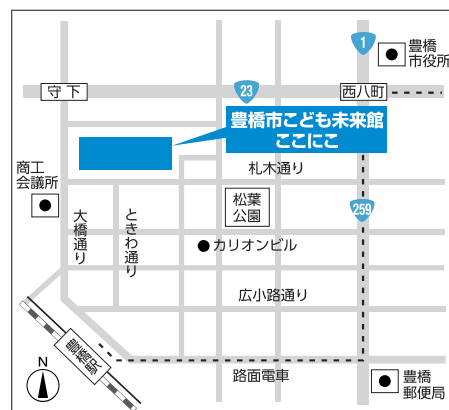 1
豊橋
市役所
23
守下
西八町
豊橋市こども未来館
ここにこ
札木通り
商工
会議所
松葉
公園
259
大橋通り
ときわ通り
カリオンビル
広小路通り
豊橋駅
N
路面電車
豊橋
郵便局